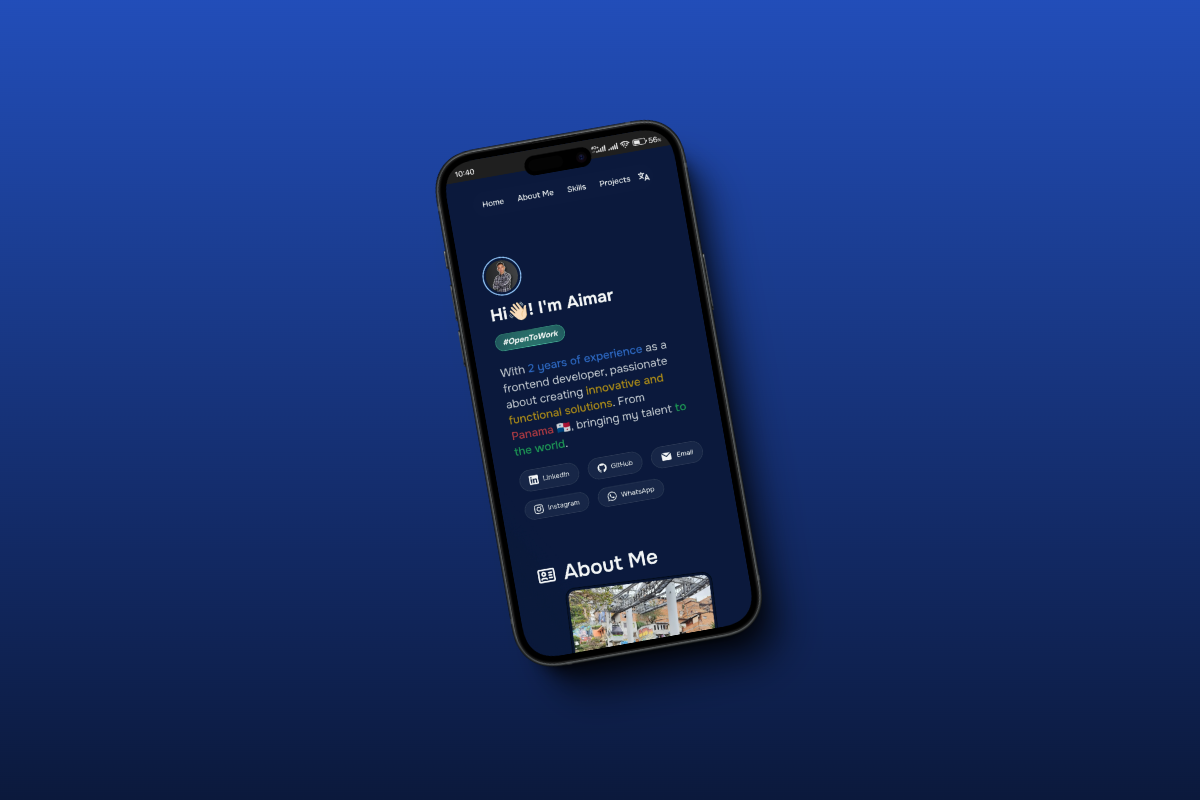 10:40
56%
Home About Me Skills Projects
Hi👋🏻! I'm Aimar
#OpenToWork
With 2 years of experience as a
frontend developer, passionate
about creating innovative and
functional solutions. From
Panama 🇵🇦, bringing my talent to
the world.
LinkedIn GitHub Email
Instagram WhatsApp
About Me